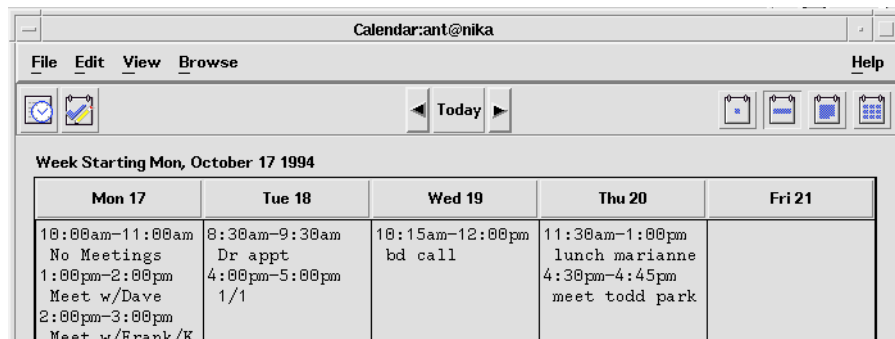 Calendar:ant@nika
File Edit View Browse Help
Today
Week Starting Mon, October 17 1994
Mon 17 Tue 18 Wed 19 Thu 20 Fri 21
10:00am-11:00am 8:30am-9:30am 10:15am-12:00pm 11:30am-1:00pm
No Meetings Dr appt bd call lunch marianne
1:00pm-2:00pm 4:00pm-5:00pm 4:30pm-4:45pm
Meet w/Dave 1/1 meet todd park
2:00pm-3:00pm
Meet w/Frank/K